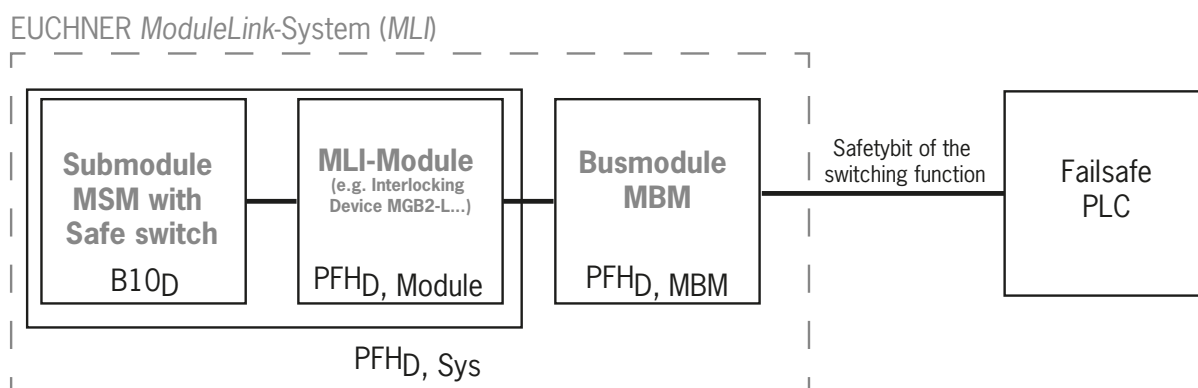 EUCHNER ModuleLink-System (MLI)
Submodule
MSM with
Safe switch
B10D
MLI-Module
(e.g. Interlocking
Device MGB2-L...)
PFHD, Module
Busmodule
MBM
PFHD, MBM
PFHD, Sys
Safetybit of the
switching function
Failsafe
PLC